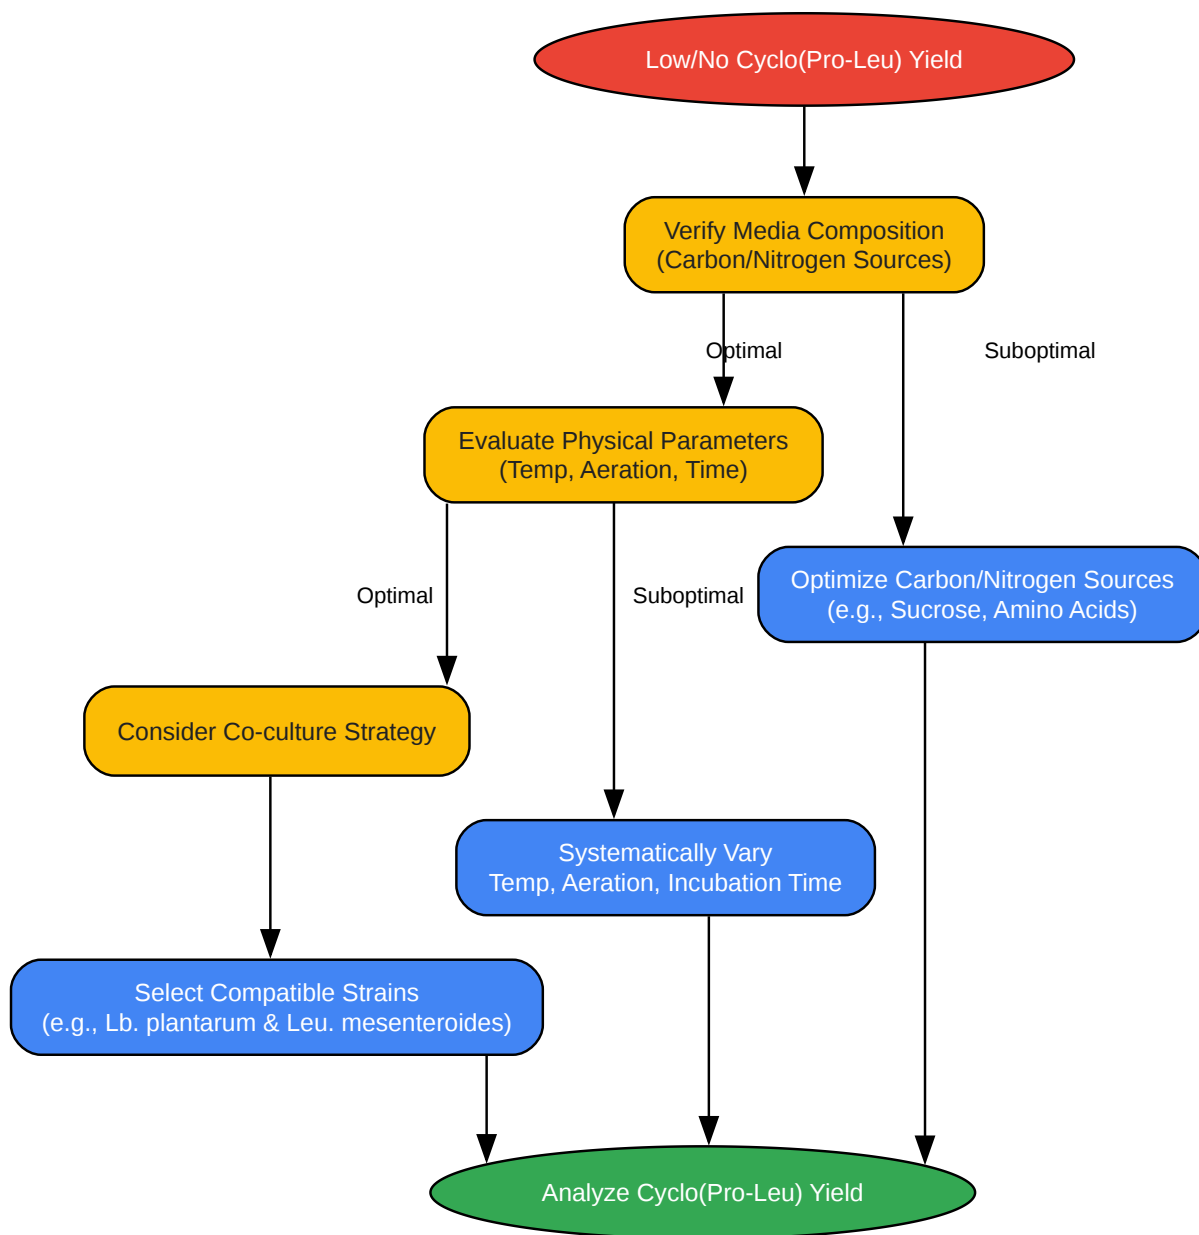 Low/No Cyclo(Pro-Leu) Yield
Verify Media Composition
(Carbon/Nitrogen Sources)
Optimal
Suboptimal
Evaluate Physical Parameters
(Temp, Aeration, Time)
Optimal
Suboptimal
Optimize Carbon/Nitrogen Sources
(e.g., Sucrose, Amino Acids)
Consider Co-culture Strategy
Systematically Vary
Temp, Aeration, Incubation Time
Select Compatible Strains
(e.g., Lb. plantarum & Leu. mesenteroides)
Analyze Cyclo(Pro-Leu) Yield